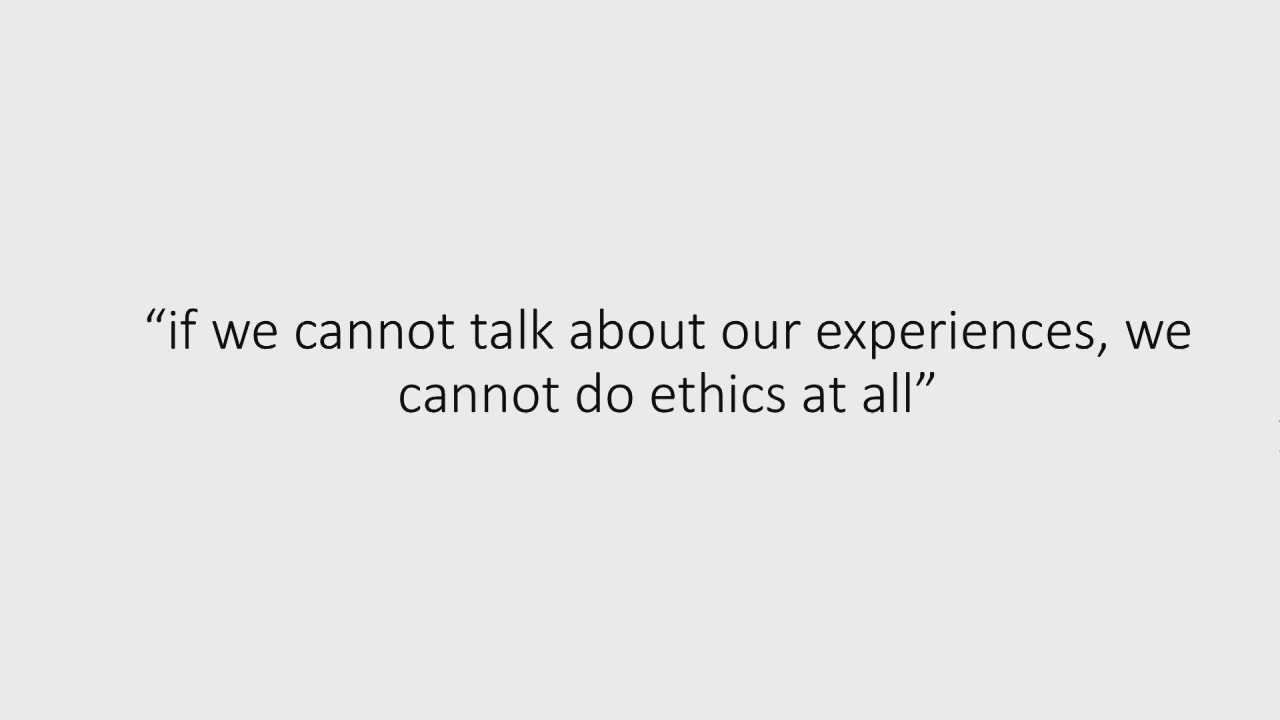 “if we cannot talk about our experiences, we
cannot do ethics at all”